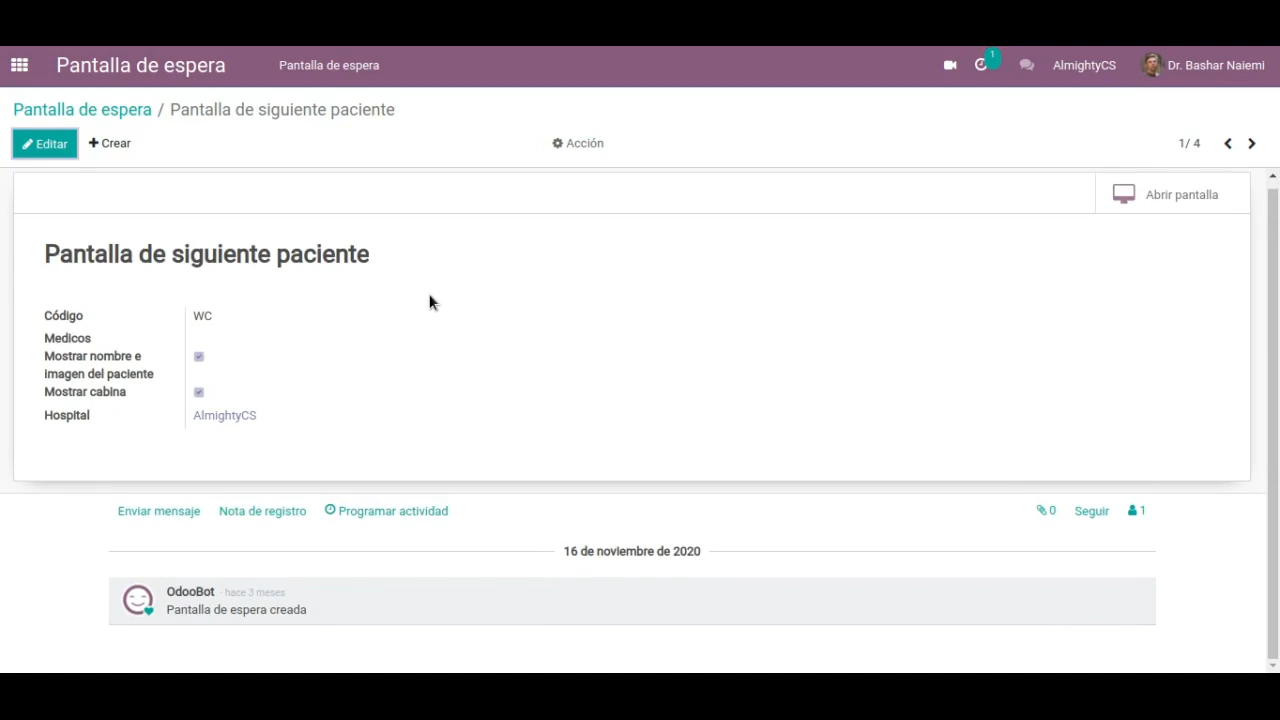 Pantalla de espera
Pantalla de espera
1
AlmightyCS
Dr. Bashar Naiemi
Pantalla de espera / Pantalla de siguiente paciente
Editar
Crear
Acción
1/ 4
Abrir pantalla
Pantalla de siguiente paciente
Código WC
Medicos
Mostrar nombre e
imagen del paciente
Mostrar cabina
Hospital AlmightyCS
Enviar mensaje Nota de registro Programar actividad
0 Seguir 1
16 de noviembre de 2020
OdooBot - hace 3 meses
Pantalla de espera creada